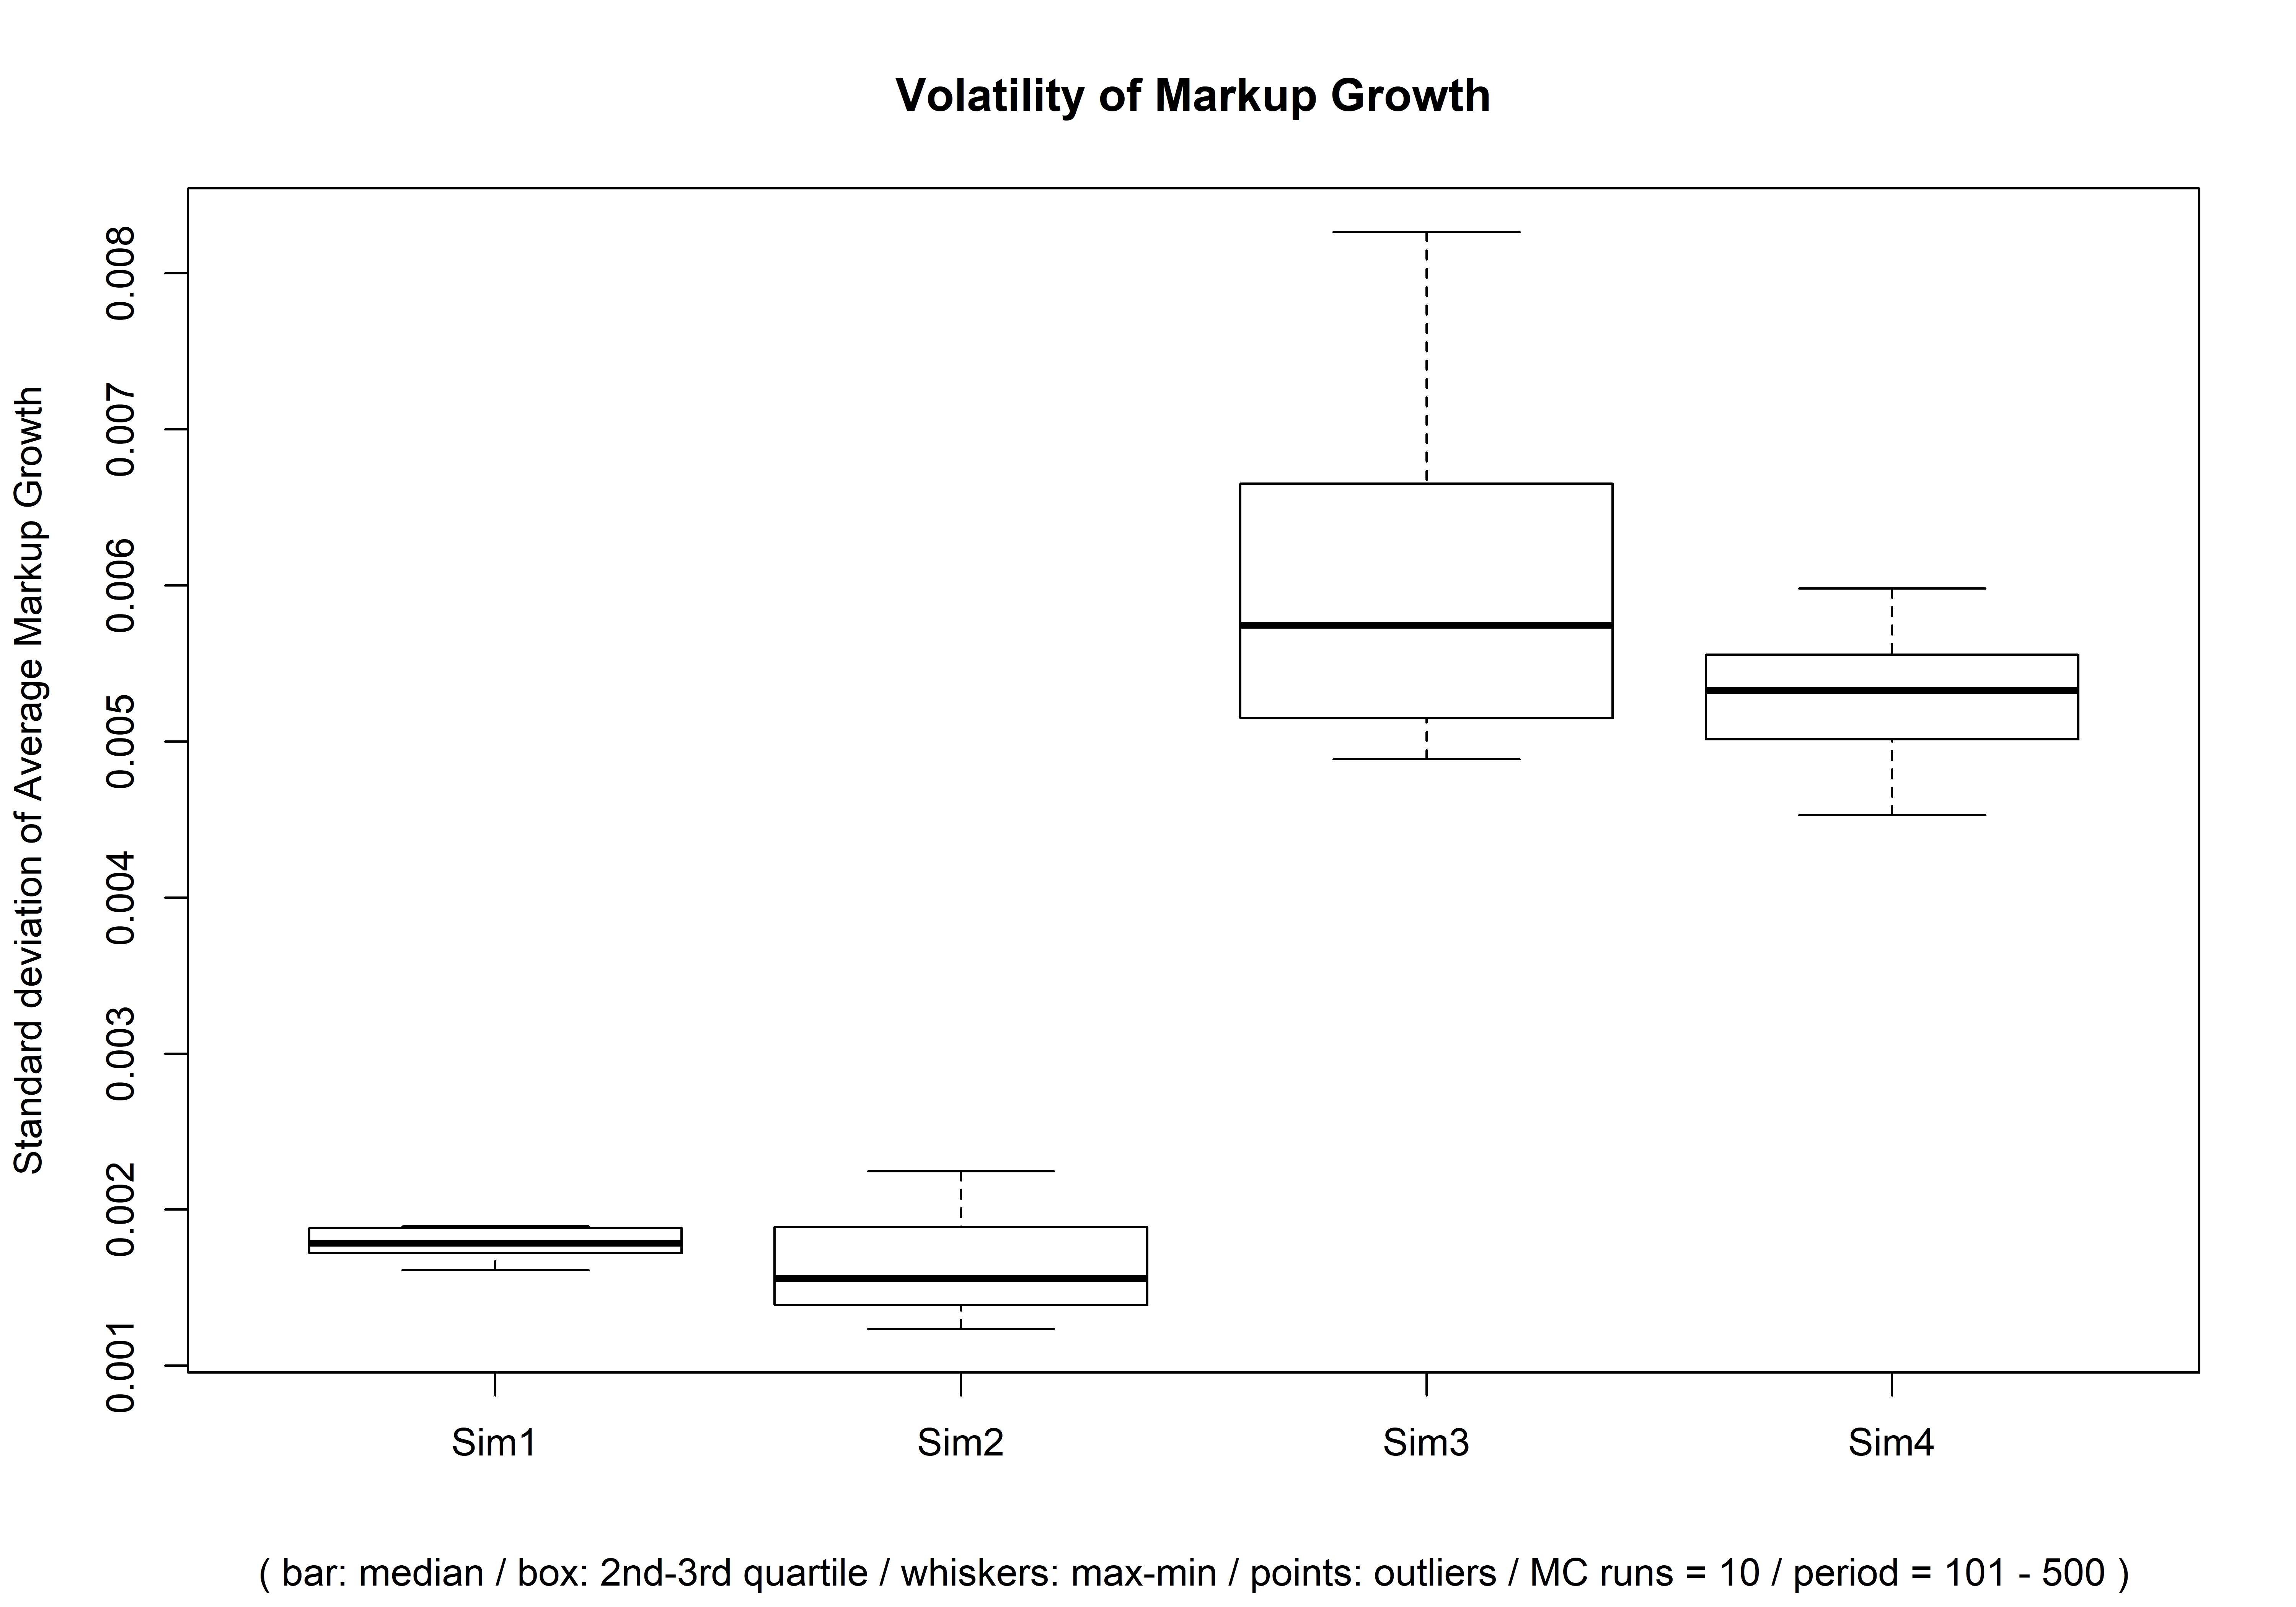 Volatility of Markup Growth
Standard deviation of Average Markup Growth
0.008
0.007
0.006
0.005
0.004
0.003
0.002
0.001
Sim1 Sim2 Sim3 Sim4
( bar: median / box: 2nd-3rd quartile / whiskers: max-min / points: outliers / MC runs = 10 / period = 101 - 500 )